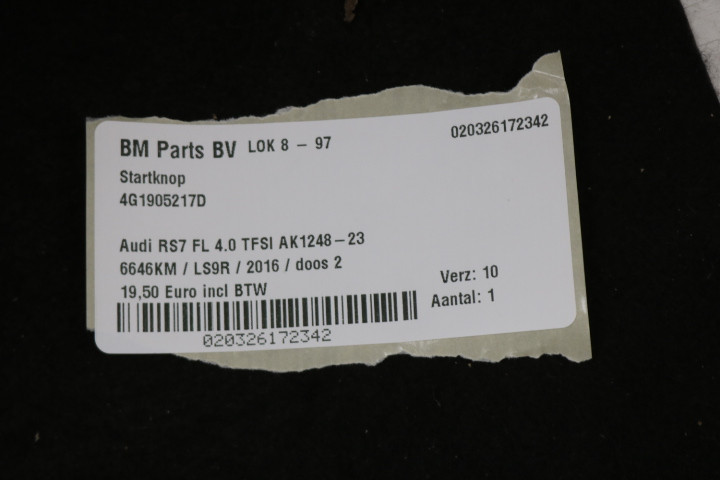 BM Parts BV LOK 8 - 97 020326172342
Startknop
4G1905217D
Audi RS7 FL 4.0 TFSI AK1248-23
6646KM / LS9R / 2016 / doos 2
Verz: 10
19,50 Euro incl BTW
Aantal: 1
020326172342